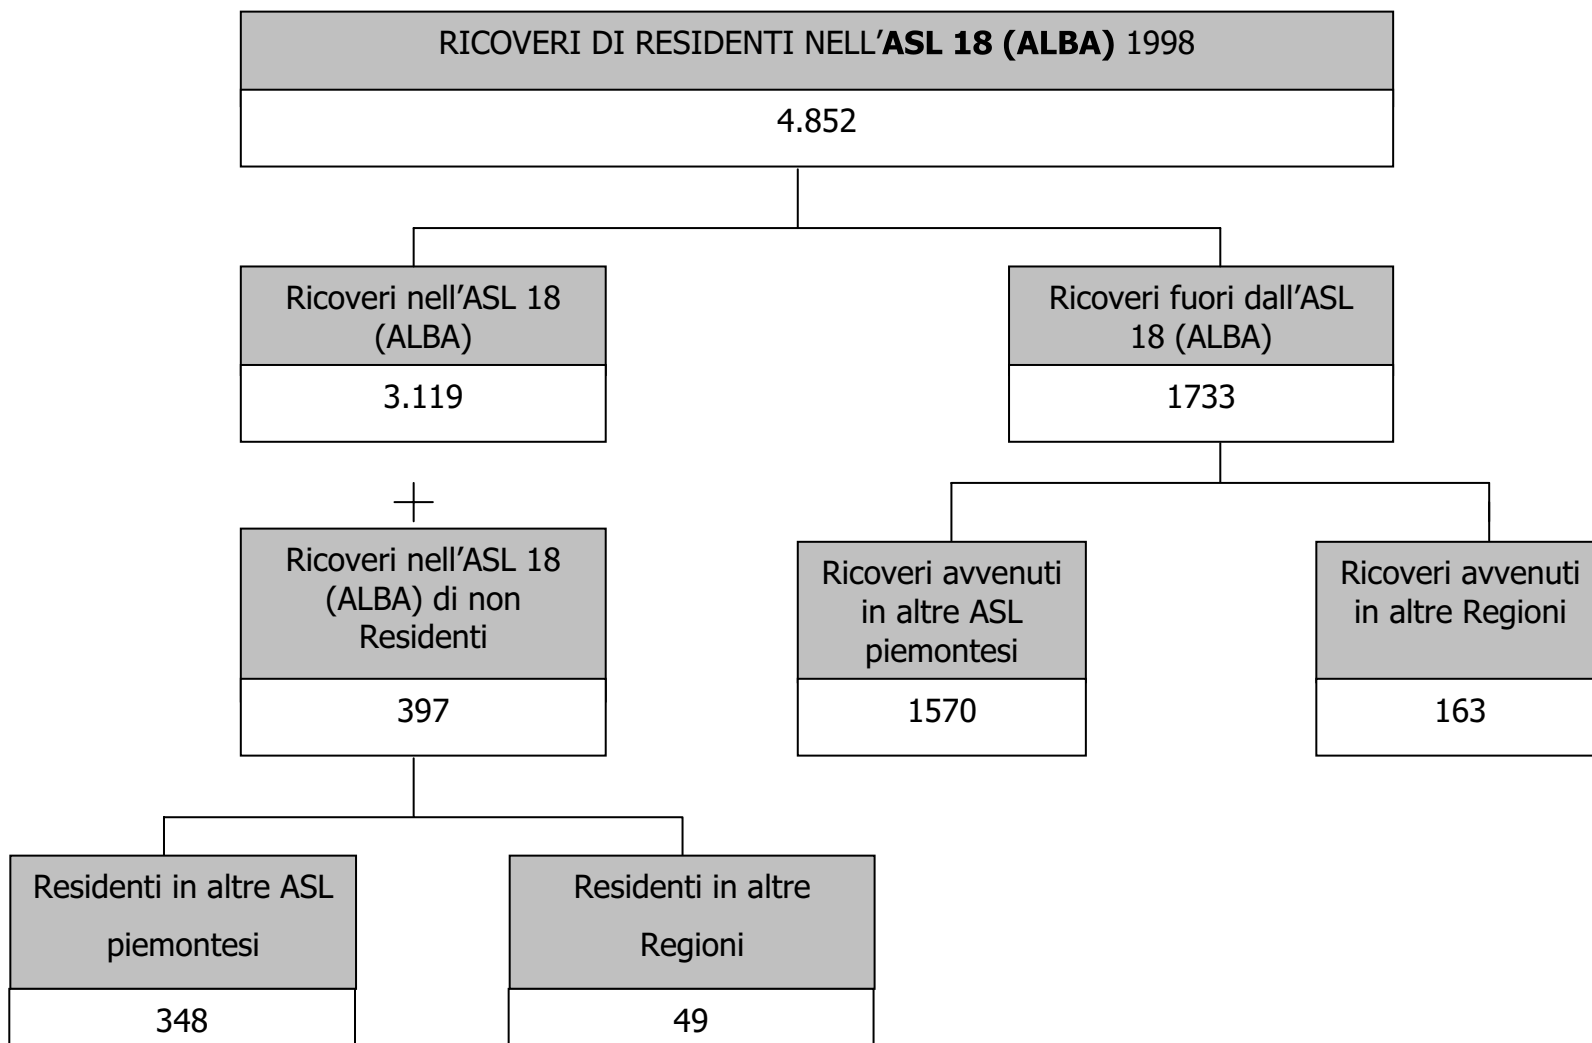 RICOVERI DI RESIDENTI NELL’ASL 18 (ALBA) 1998
4.852
Ricoveri nell’ASL 18
(ALBA)
3.119
Ricoveri fuori dall’ASL
18 (ALBA)
1733
Ricoveri nell’ASL 18
(ALBA) di non
Residenti
397
Ricoveri avvenuti
in altre ASL
piemontesi
1570
Ricoveri avvenuti
in altre Regioni
163
Residenti in altre ASL
piemontesi
348
Residenti in altre
Regioni
49